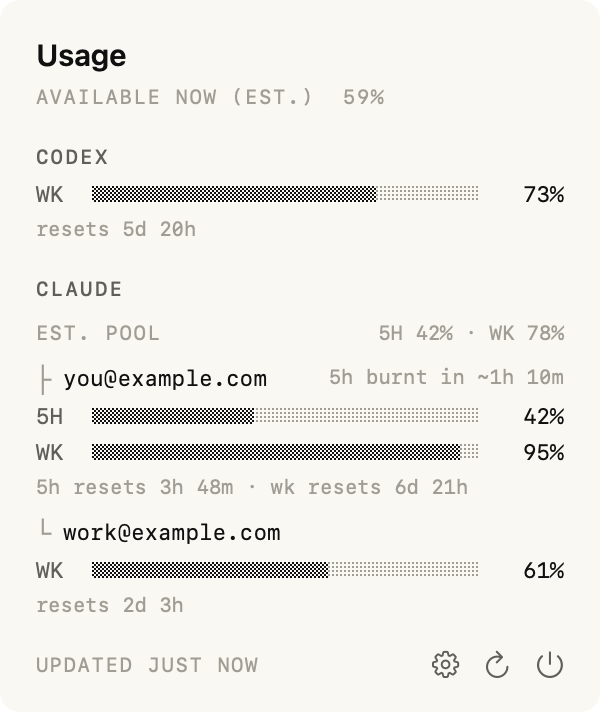 Usage
AVAILABLE NOW (EST.) 59%
CODEX
WK 73%
resets 5d 20h
CLAUDE
EST. POOL 5H 42% · WK 78%
├ you@example.com 5h burnt in ~1h 10m
5H 42%
WK 95%
5h resets 3h 48m · wk resets 6d 21h
└ work@example.com
WK 61%
resets 2d 3h
UPDATED JUST NOW